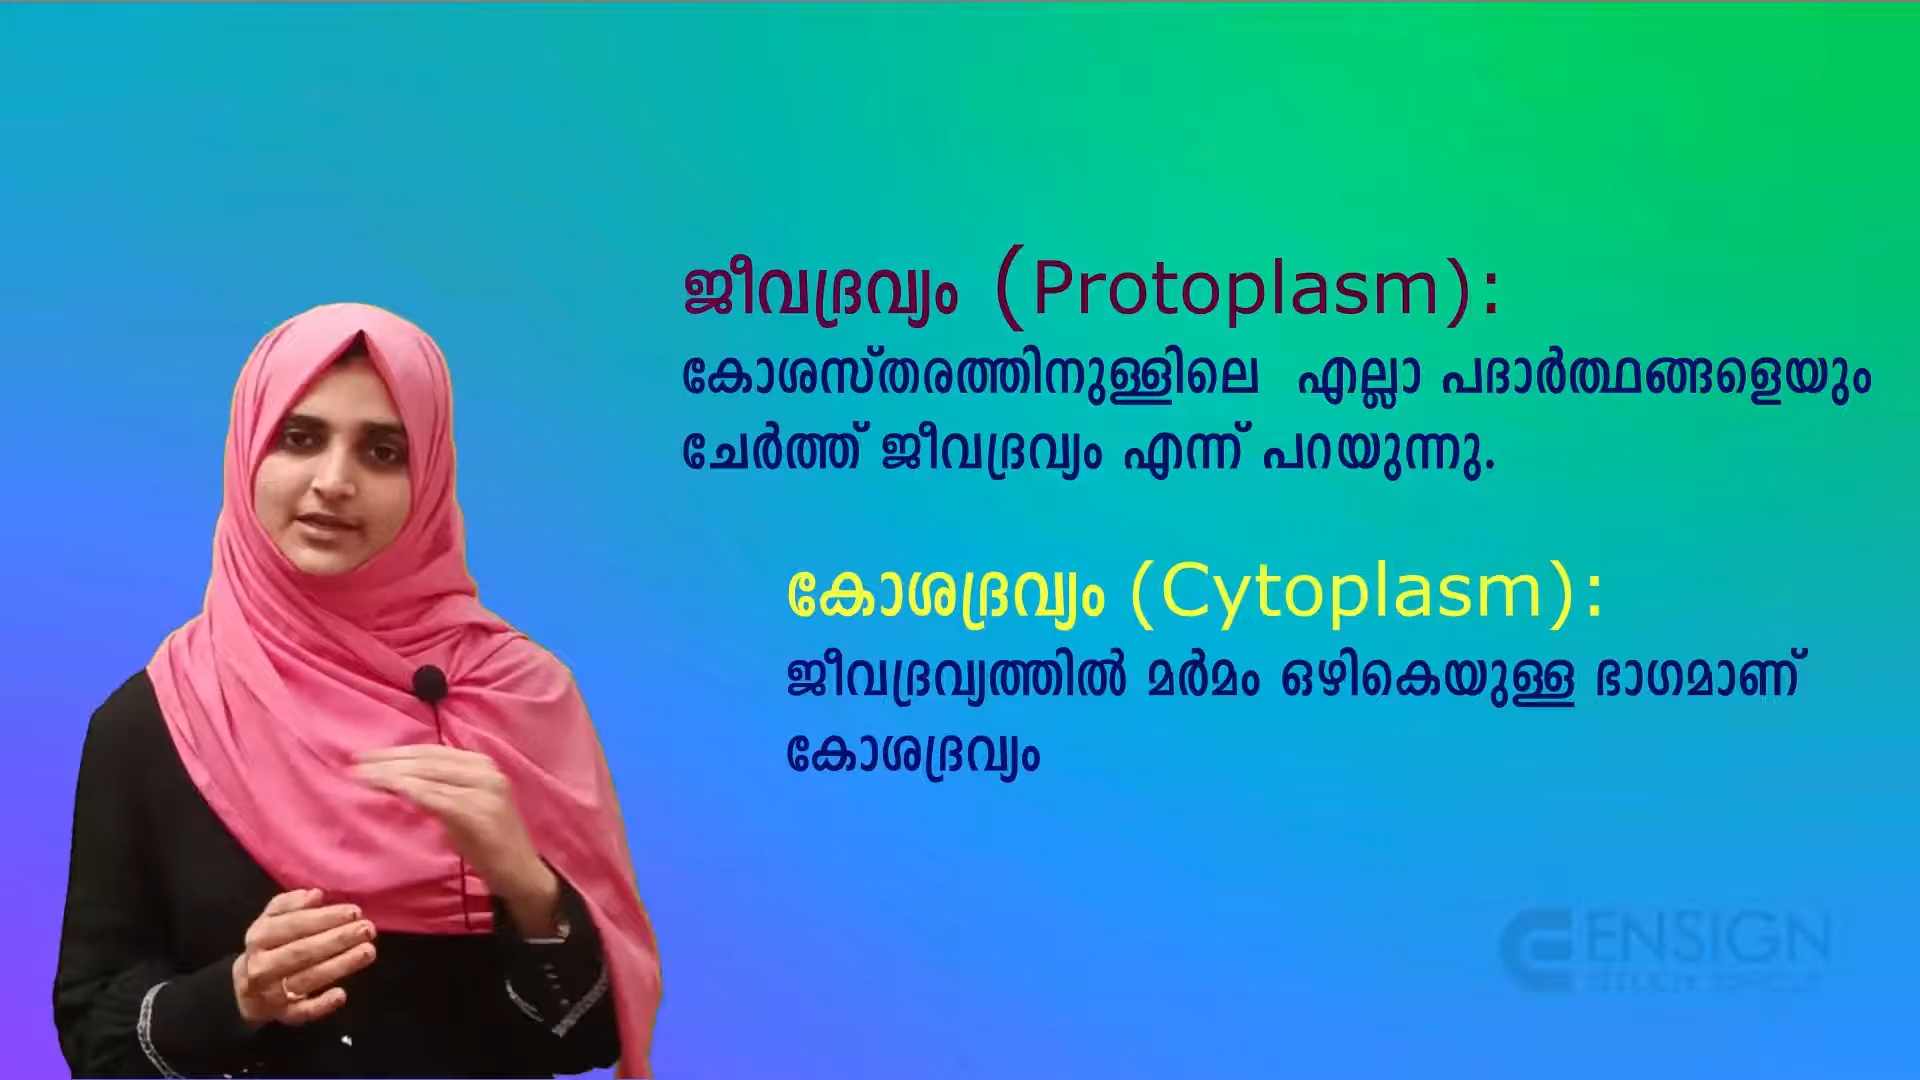 ജീവദ്രവ്യം (Protoplasm):
കോശസ്തരത്തിനുള്ളിലെ എല്ലാ പദാർത്ഥങ്ങളെയും
ചേർത്ത് ജീവദ്രവ്യം എന്ന് പറയുന്നു.
കോശദ്രവ്യം (Cytoplasm):
ജീവദ്രവ്യത്തിൽ മർമം ഒഴികെയുള്ള ഭാഗമാണ്
കോശദ്രവ്യം
ENSIGN